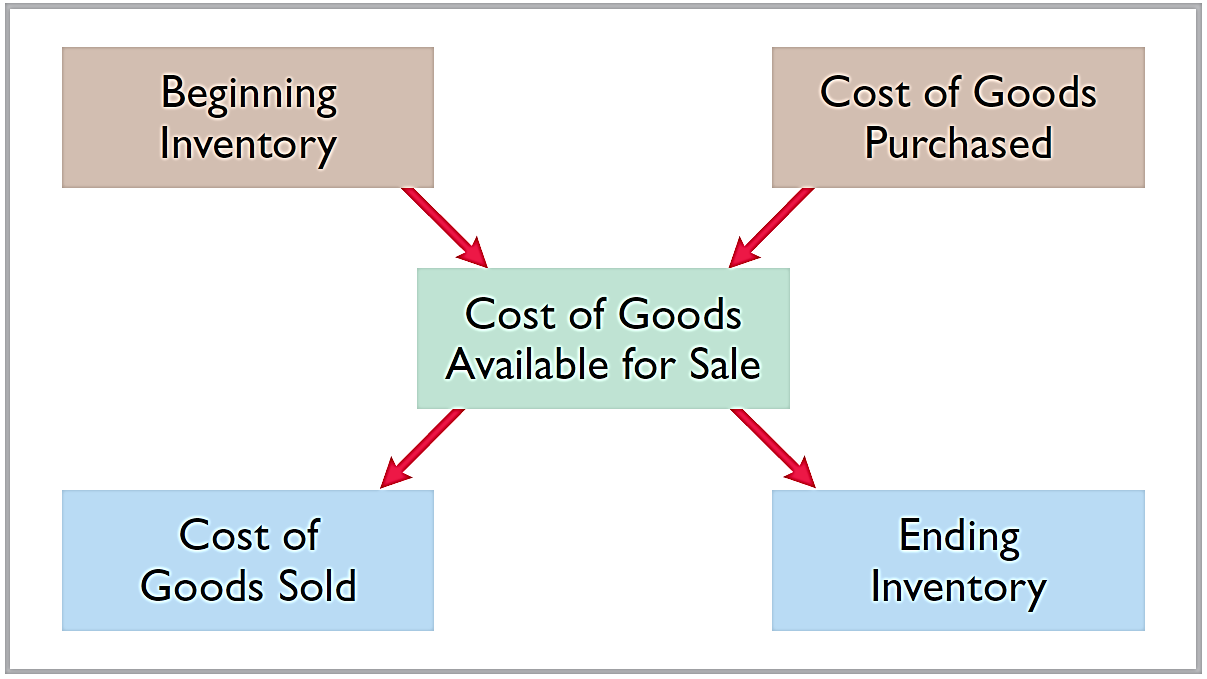 Beginning
Inventory
Cost of Goods
Purchased
Cost of Goods
Available for Sale
Cost of
Goods Sold
Ending
Inventory